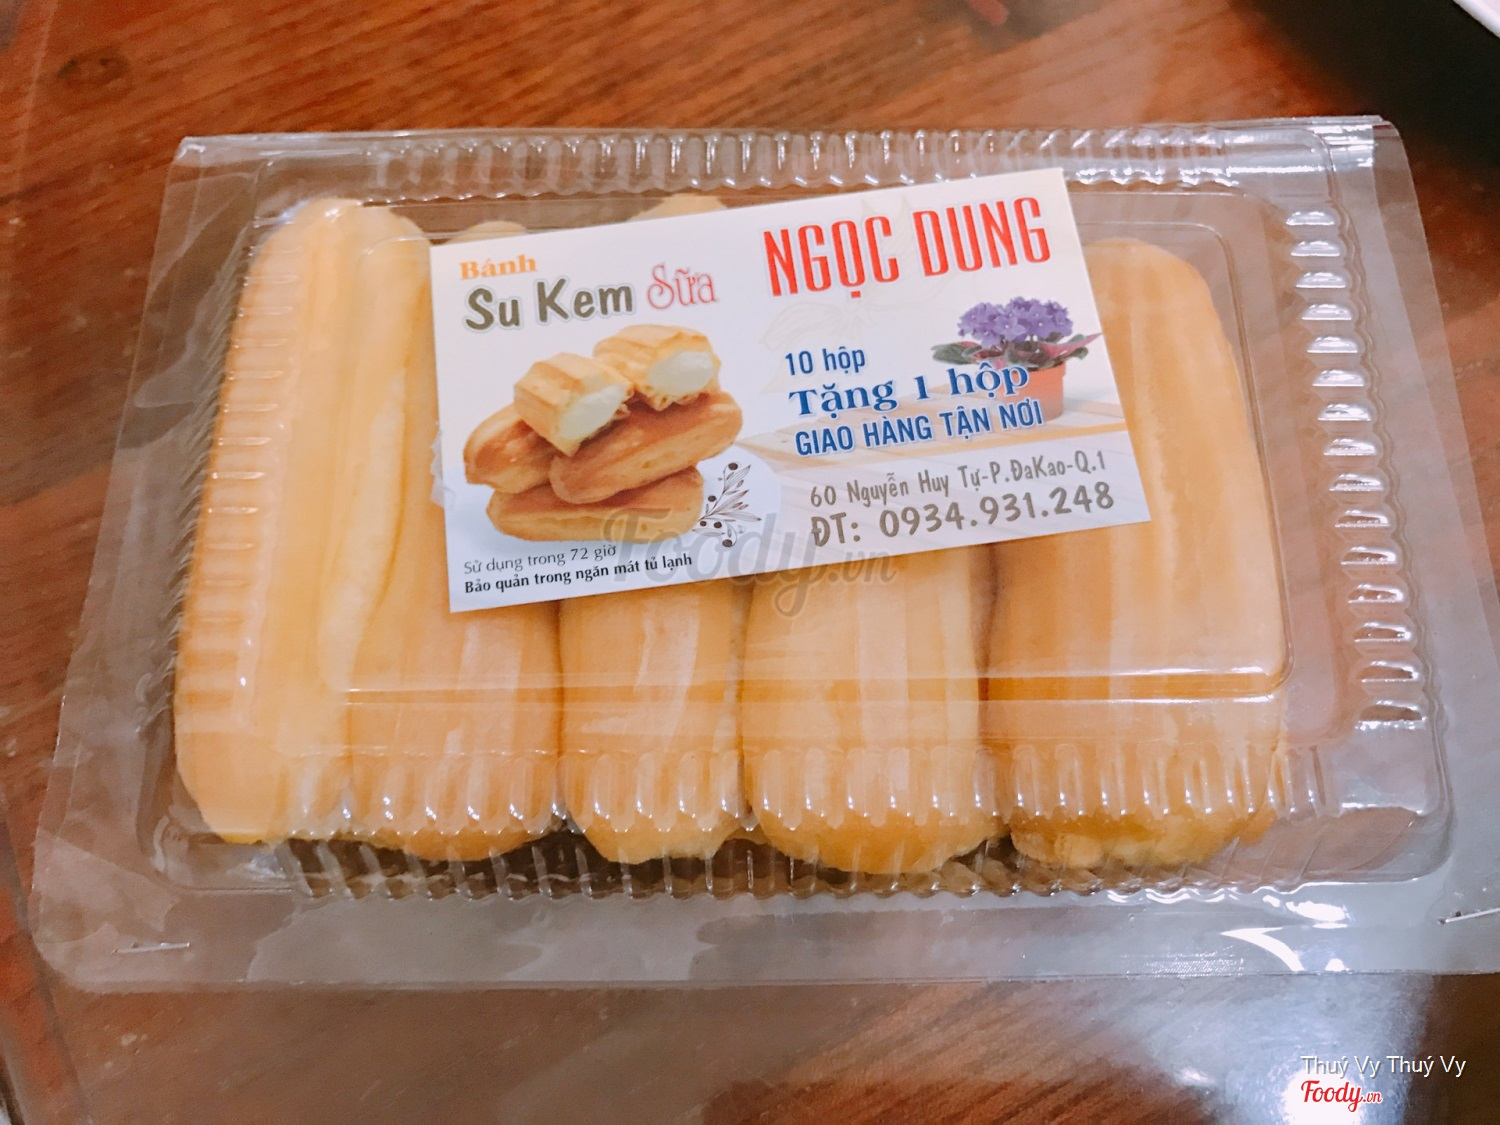 Bánh
Su Kem Sữa
NGỌC DUNG
10 hộp
Tặng 1 hộp
GIAO HÀNG TẬN NƠI
60 Nguyễn Huy Tự-P.ĐaKao-Q.1
ĐT: 0934.931.248
Sử dụng trong 72 giờ
Bảo quản trong ngăn mát tủ lạnh
Foody.vn
Thuý Vy Thuý Vy
Foody.vn